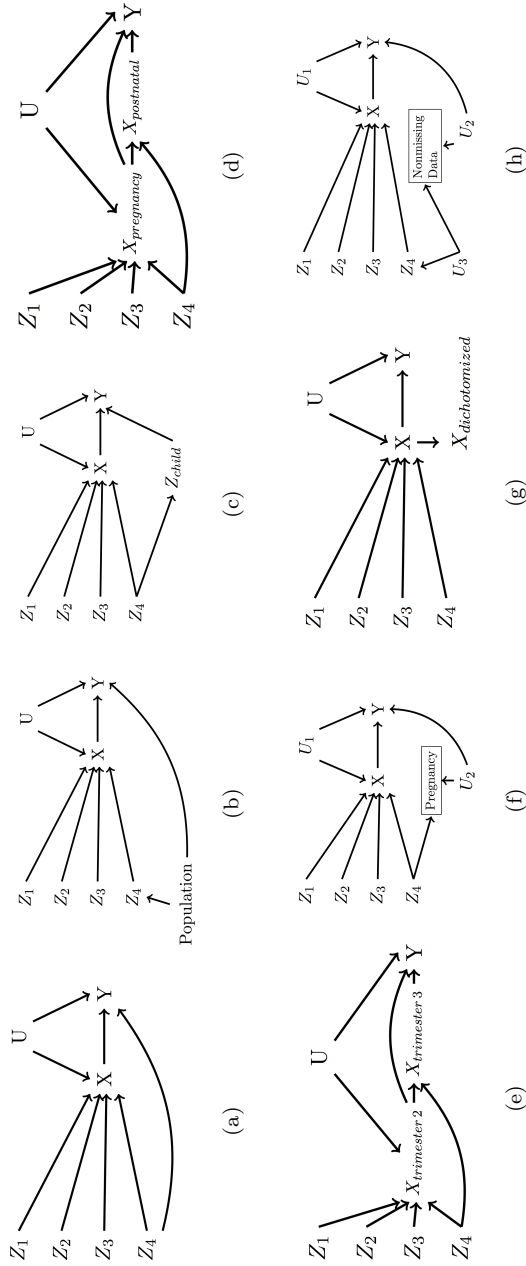 U
Z1
Z2
Z3
Z4
X
Y
(a)
U
Z1
Z2
Z3
Z4
X
Y
Population
(b)
U
Z1
Z2
Z3
Z4
X
Y
Zchild
(c)
U
Z1
Z2
Z3
Z4
Xpregnancy
Xpostnatal
Y
(d)
U
Z1
Z2
Z3
Z4
Xtrimester 2
Xtrimester 3
Y
(e)
U1
Z1
Z2
Z3
Z4
X
Y
Pregnancy
U2
(f)
U
Z1
Z2
Z3
Z4
X
Y
Xdichotomized
(g)
U1
Z1
Z2
Z3
Z4
X
Y
Nonmissing
Data
U3
U2
(h)